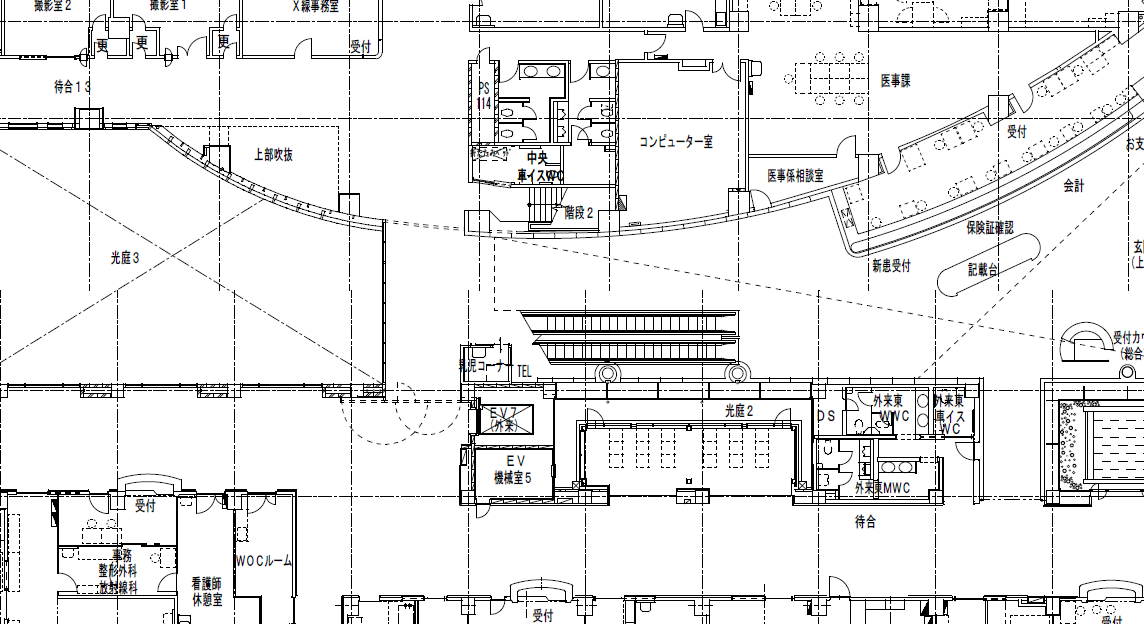 撮影室2
撮影室1
X線事務室
更
更
更
受付
待合13
PS
114
医事課
コンピューター室
受付
上部吹抜
中央
車イスWC
医事係相談室
会計
階段2
保険証確認
光庭3
新患受付
記載台
乳児コーナー
TEL
EV7
(外来)
光庭2
DS
外来東
WWC
外来東
車イス
WC
EV
機械室5
外来東MWC
受付
待合
事務
整形外科
放射線科
WOCルーム
看護師
休憩室
受付
受付